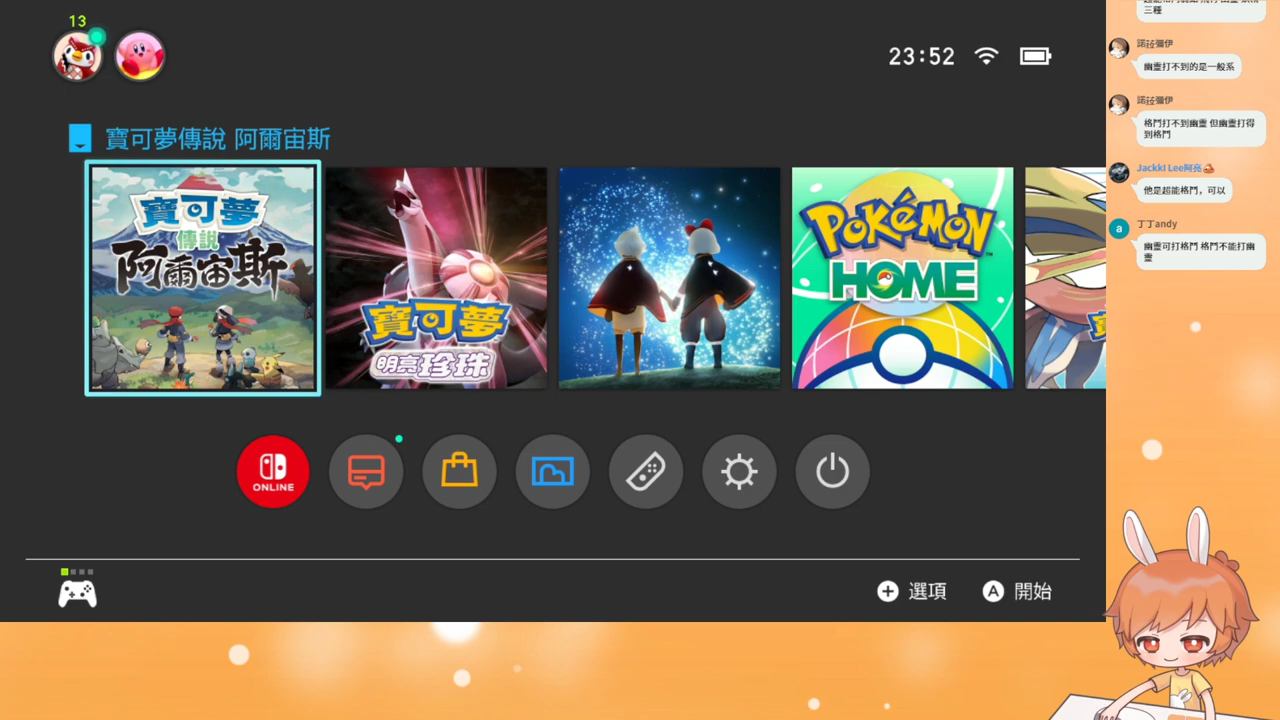 13
23:52
寶可夢傳說 阿爾宙斯
寶可夢
傳說
阿爾宙斯
寶可夢
明亮珍珠
POKéMON
HOME
ONLINE
選項
A 開始
三種
諾菈彌伊
幽靈打不到的是一般系
諾菈彌伊
格鬥打不到幽靈 但幽靈打得
到格鬥
JackkI Lee阿亮
他是超能格鬥，可以
a 丁丁andy
幽靈可打格鬥 格鬥不能打幽
靈